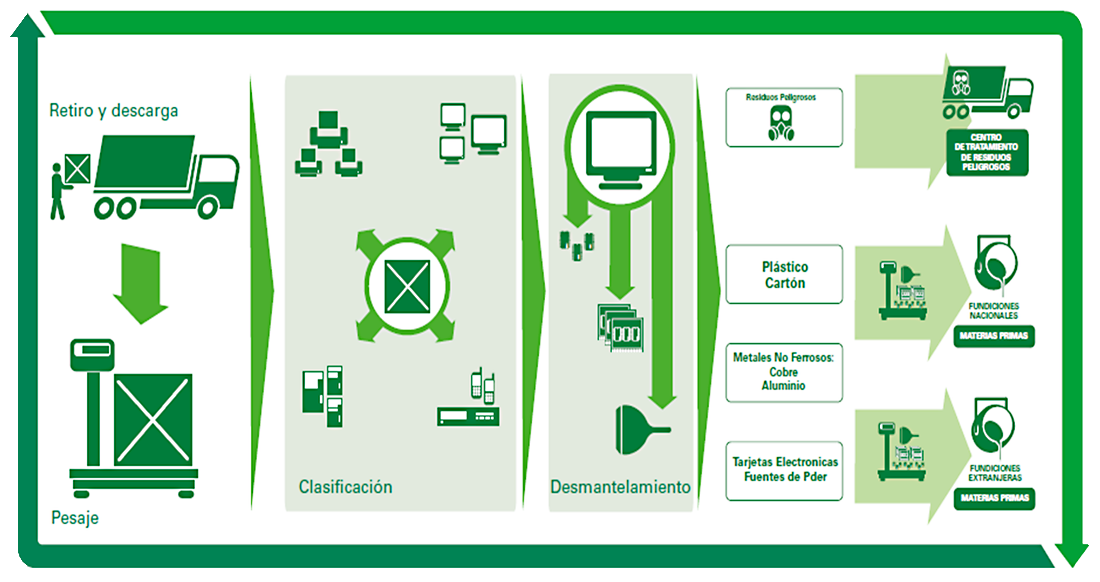 Retiro y descarga
Pesaje
Clasificación
Desmantelamiento
Residuos Peligrosos
CENTRO
DE TRATAMIENTO
DE RESIDUOS
PELIGROSOS
Plástico
Cartón
FUNDICIONES
NACIONALES
MATERIAS PRIMAS
Metales No Ferrosos:
Cobre
Aluminio
Tarjetas Electronicas
Fuentes de Pder
FUNDICIONES
EXTRANJERAS
MATERIAS PRIMAS